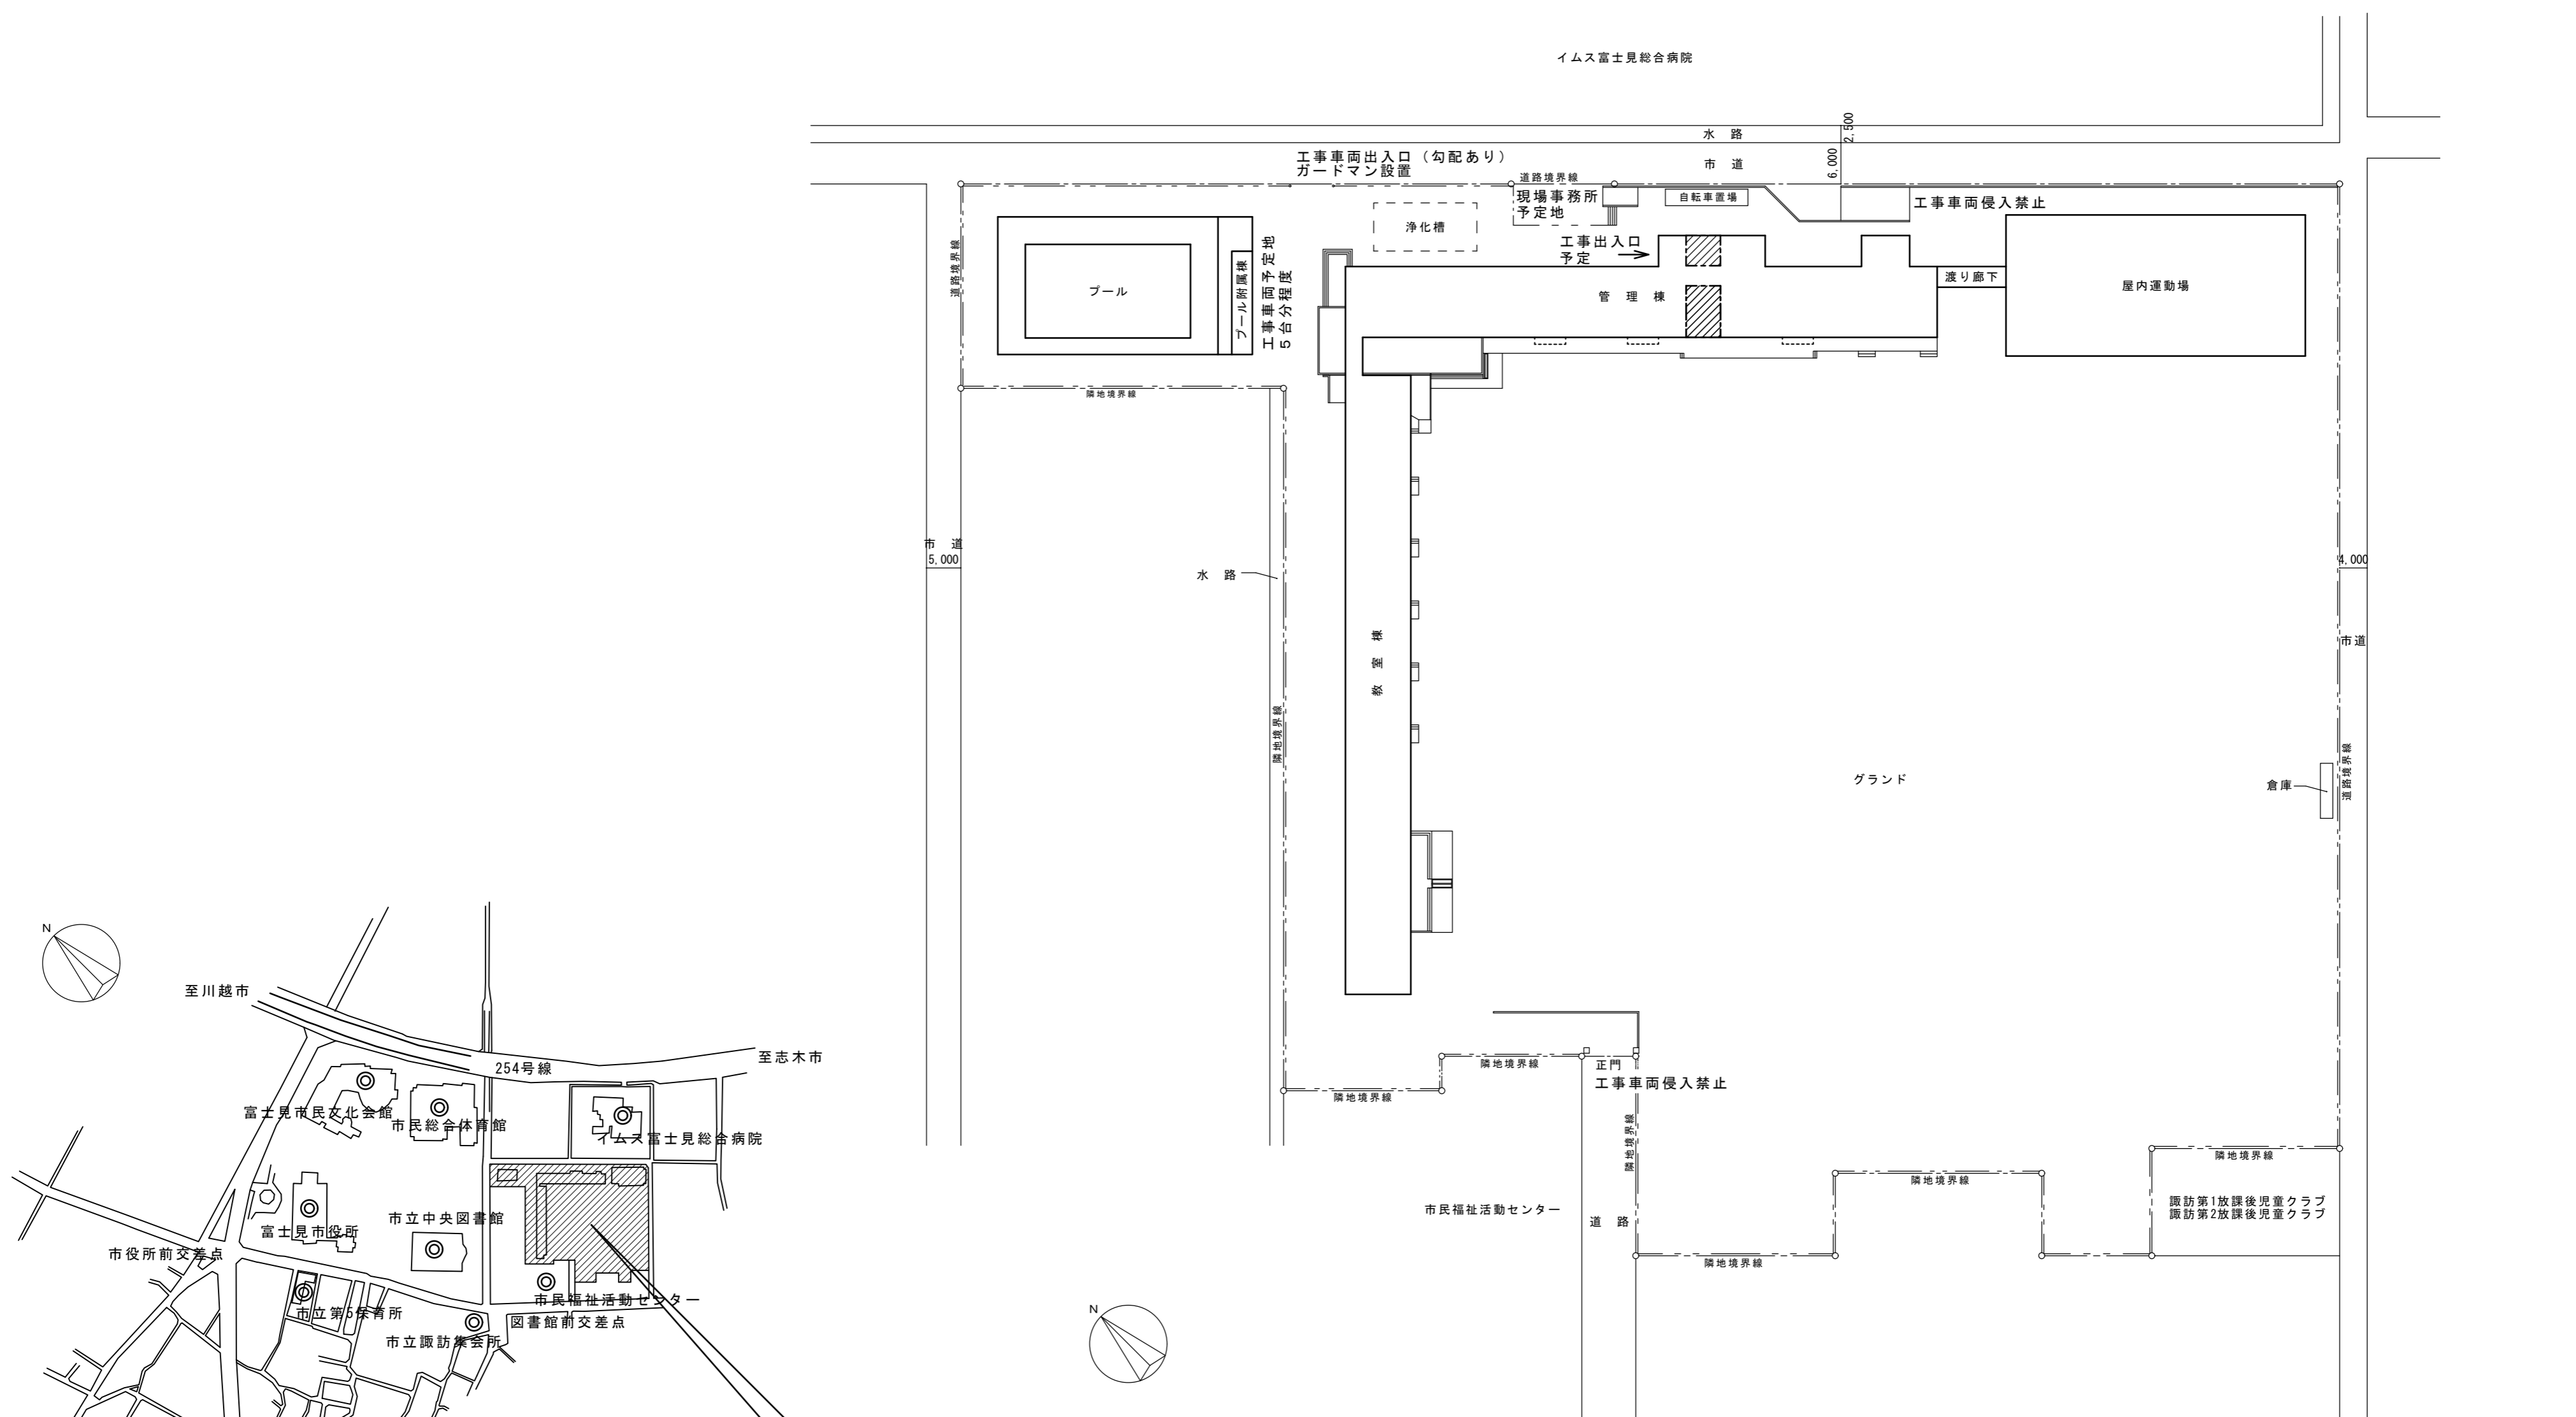 イムス富士見総合病院
水　路
2,500
工事車両出入口（勾配あり）
ガードマン設置
市　道
6,000
道路境界線
現場事務所
予定地
自転車置場
工事車両侵入禁止
浄化槽
工事出入口
予定
道路境界線
プール
プール附属棟
工事車両予定地
５台分程度
管　理　棟
渡り廊下
屋内運動場
隣地境界線
市　道
5,000
水　路
4,000
教　室　棟
市道
隣地境界線
グランド
倉庫
道路境界線
隣地境界線
正門
工事車両侵入禁止
隣地境界線
隣地境界線
隣地境界線
隣地境界線
諏訪第1放課後児童クラブ
諏訪第2放課後児童クラブ
市民福祉活動センター
道　路
隣地境界線
N
N
至川越市
至志木市
254号線
富士見市民文化会館
市民総合体育館
イムス富士見総合病院
市立中央図書館
富士見市役所
市役所前交差点
市民福祉活動センター
市立第5保育所
図書館前交差点
市立諏訪集会所